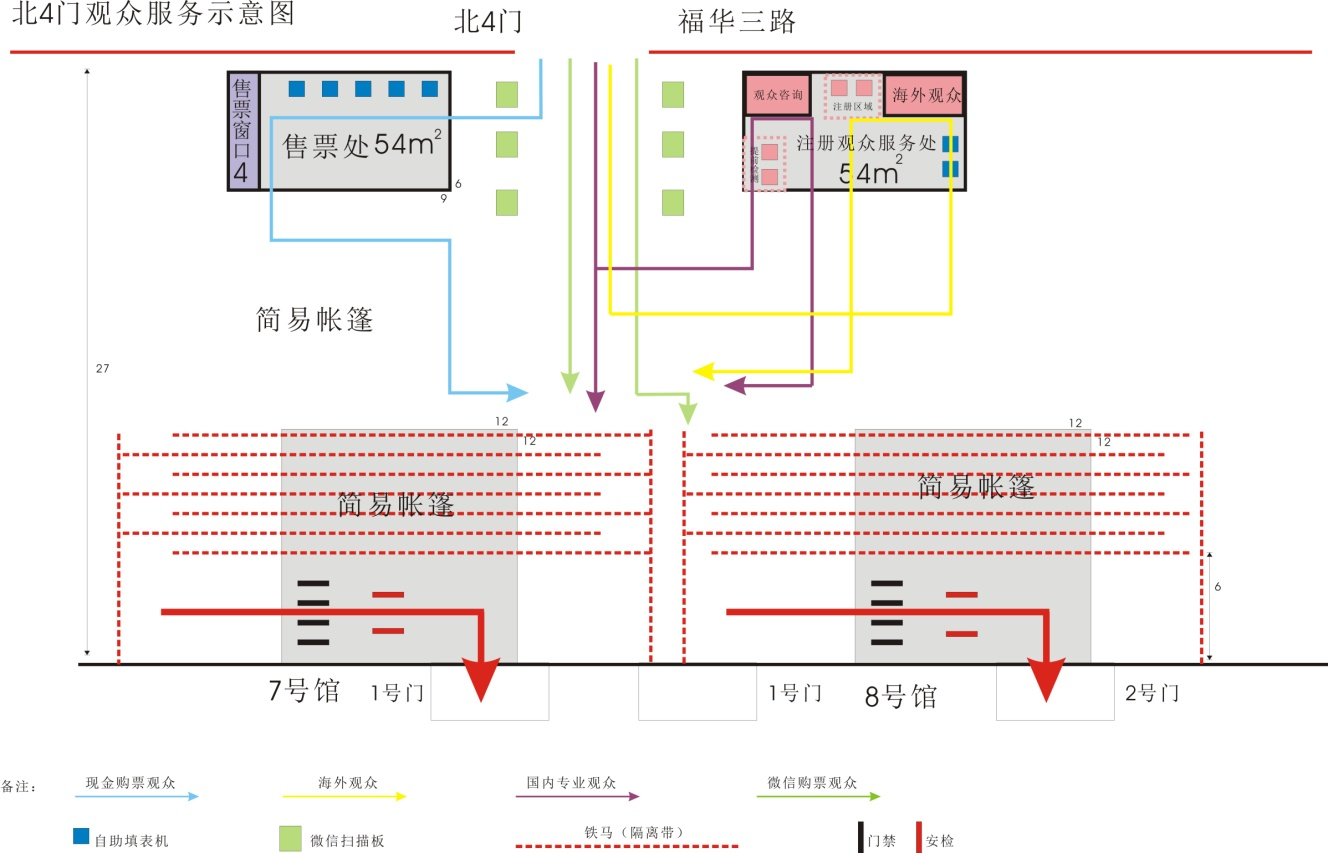 北4门观众服务示意图
北4门
福华三路
售票窗口4
售票处54m²
6
9
观众咨询
注册区域
海外观众
注册观众服务处
54m²
简易帐篷
27
12
12
12
12
简易帐篷
简易帐篷
6
7号馆
1号门
1号门
8号馆
2号门
备注:
现金购票观众
海外观众
国内专业观众
微信购票观众
自助填表机
微信扫描板
铁马(隔离带)
门禁
安检